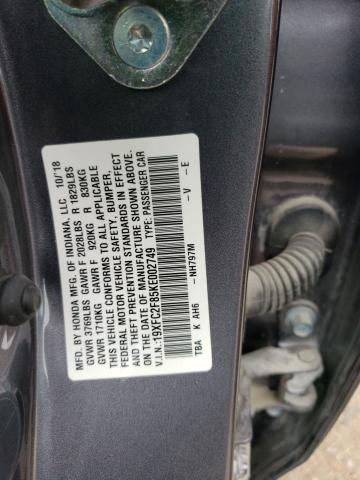 MFD. BY HONDA MFG. OF INDIANA, LLC 10/18
GVWR 3769LBS GAWR F 2028LBS R 1829LBS
GVWR 1710KG GAWR F 920KG R 830KG
THIS VEHICLE CONFORMS TO ALL APPLICABLE
FEDERAL MOTOR VEHICLE SAFETY, BUMPER,
AND THEFT PREVENTION STANDARDS IN EFFECT
ON THE DATE OF MANUFACTURE SHOWN ABOVE.
V.I.N.:19XFC2F85KE002749 TYPE: PASSENGER CAR
NH797M -V -E
TBA K AH6